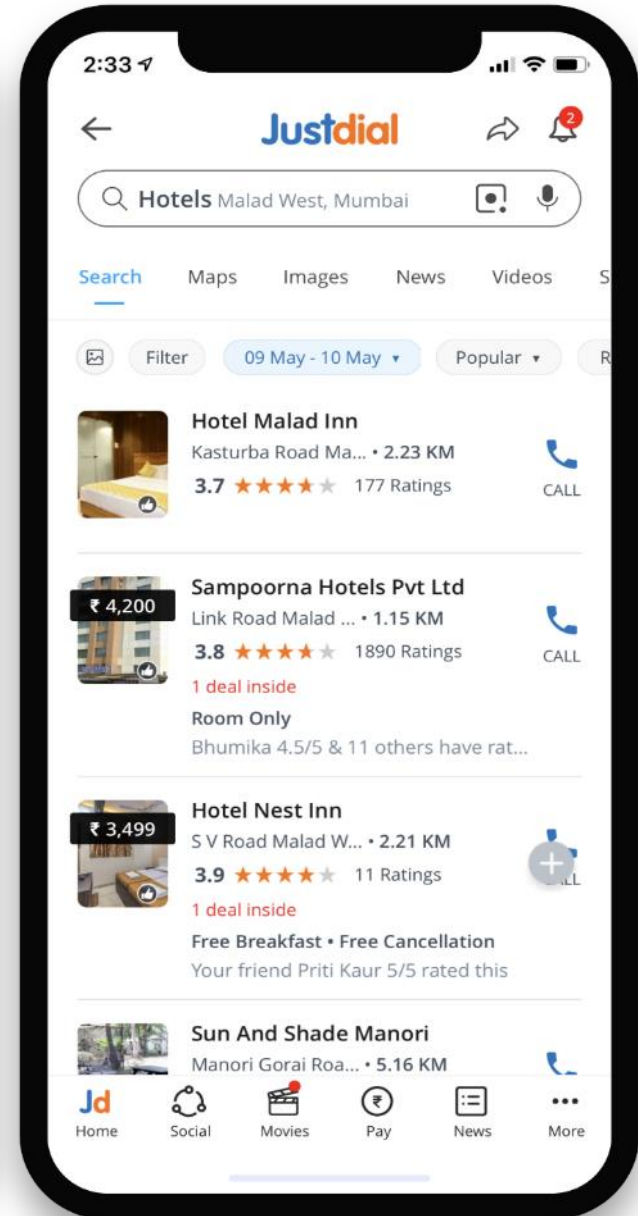 2:33
Justdial
2
Hotels Malad West, Mumbai
Search Maps Images News Videos S
Filter 09 May - 10 May Popular R
Hotel Malad Inn
Kasturba Road Ma... • 2.23 KM
3.7 177 Ratings
CALL
₹ 4,200
Sampoorna Hotels Pvt Ltd
Link Road Malad ... • 1.15 KM
3.8 1890 Ratings
CALL
1 deal inside
Room Only
Bhumika 4.5/5 & 11 others have rat...
₹ 3,499
Hotel Nest Inn
S V Road Malad W... • 2.21 KM
3.9 11 Ratings
1 deal inside
Free Breakfast • Free Cancellation
Your friend Priti Kaur 5/5 rated this
Sun And Shade Manori
Manori Gorai Roa... • 5.16 KM
Jd
Home Social Movies Pay News More